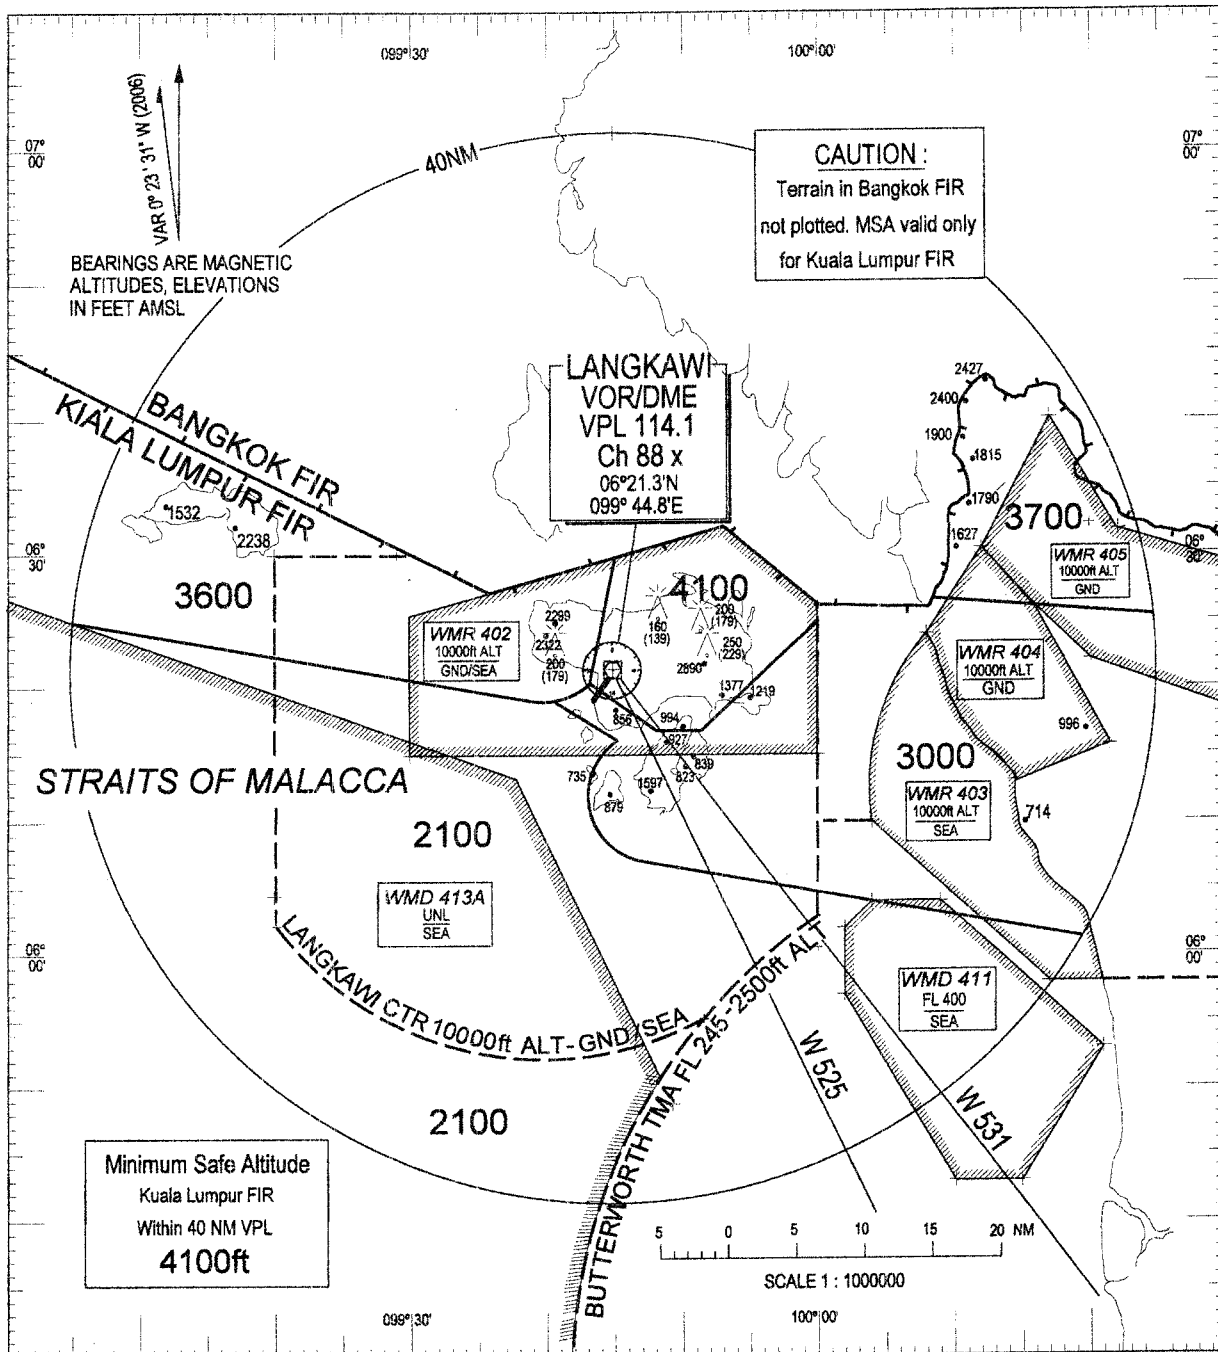 099° 30'
100° 00'
VAR 0° 23' 31" W (2006)
07°
00'
07°
00'
40NM
CAUTION :
Terrain in Bangkok FIR
not plotted. MSA valid only
for Kuala Lumpur FIR
BEARINGS ARE MAGNETIC
ALTITUDES, ELEVATIONS
IN FEET AMSL
LANGKAWI
VOR/DME
VPL 114.1
Ch 88 x
06°21.3'N
099° 44.8'E
BANGKOK FIR
KIALA LUMPUR FIR
2427
2400
1900
1815
1790
1627
1532
2238
3700
06°
30'
06°
30'
WMR 405
10000ft ALT
GND
3600
4100
WMR 402
10000ft ALT
GND/SEA
2299
2322
200
(179)
160
(139)
200
(179)
250
(229)
2890
1377
1219
856
994
927
839
823
735
879
1597
WMR 404
10000ft ALT
GND
996
3000
WMR 403
10000ft ALT
SEA
714
STRAITS OF MALACCA
2100
WMD 413A
UNL
SEA
06°
00'
06°
00'
LANGKAWI CTR 10000ft ALT-GND/SEA
WMD 411
FL 400
SEA
BUTTERWORTH TMA FL 245-2500ft ALT
W 525
W 531
2100
Minimum Safe Altitude
Kuala Lumpur FIR
Within 40 NM VPL
4100ft
5 0 5 10 15 20 NM
SCALE 1 : 1000000
099° 30'
100° 00'